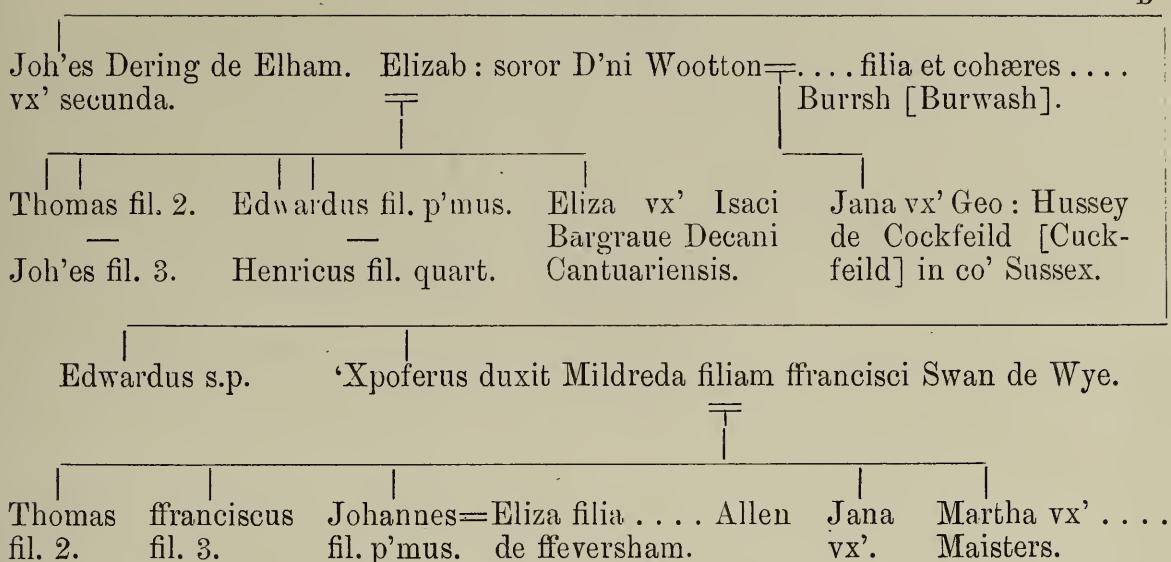 B
Joh'es Dering de Elham. Elizab : soror D'ni Wootton=.... filia et cohæres ....
vx' secunda. Burrsh [Burwash].
Thomas fil. 2. Edwardus fil. p'mus. Eliza vx' Isaci Jana vx' Geo : Hussey
— — Bargraue Decani de Cockfeild [Cuck-
Joh'es fil. 3. Henricus fil. quart. Cantuariensis. feild] in co' Sussex.
Edwardus s.p. ‘Xpoferus duxit Mildreda filiam ffrancisci Swan de Wye.
Thomas ffranciscus Johannes=Eliza filia .... Allen Jana Martha vx' ....
fil. 2. fil. 3. fil. p'mus. de ffeversham. vx'. Maisters.